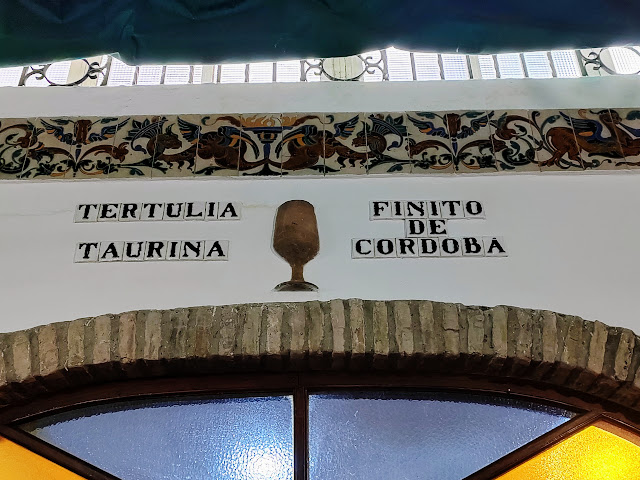 TERTULIA
TAURINA
FINITO
DE
CORDOBA